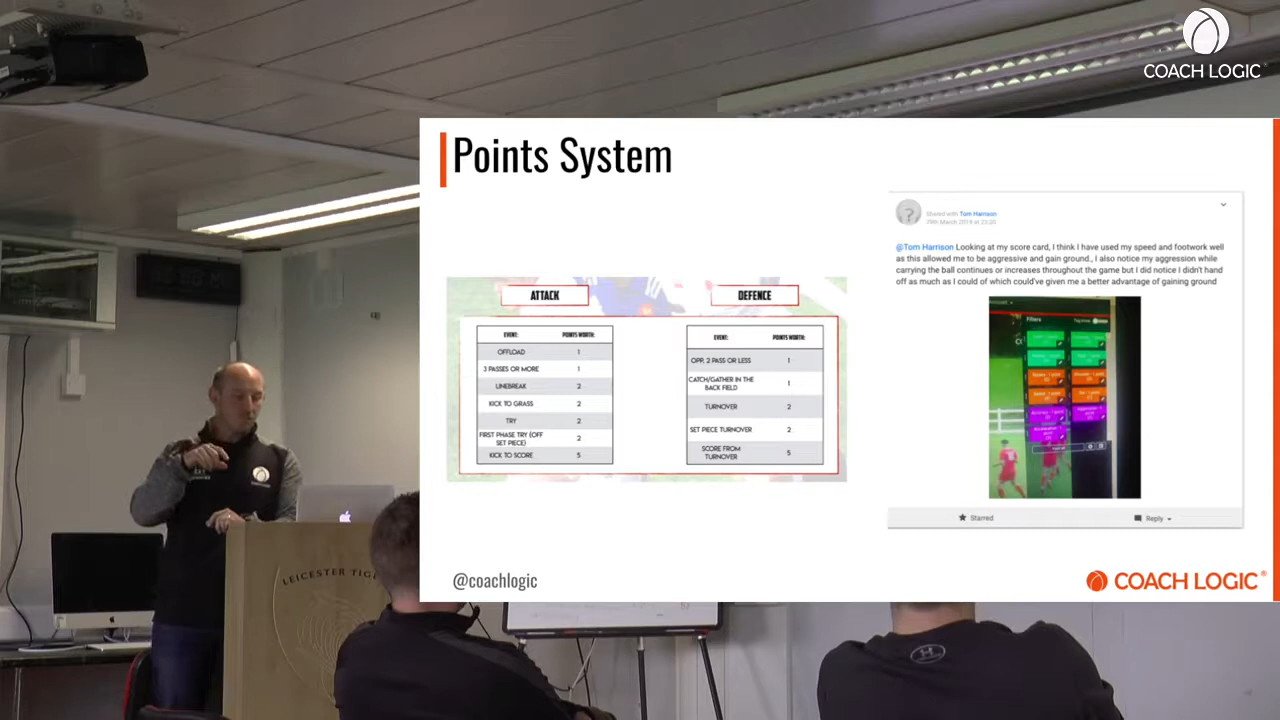 COACH LOGIC
Points System
Shared with Tom Harrison
@Tom Harrison Looking at my score card, I think I have used my speed and footwork well
as this allowed me to be aggressive and gain ground., I also notice my aggression while
carrying the ball continues or increases throughout the game but I did notice I didn't hand
off as much as I could of which could've given me a better advantage of gaining ground
ATTACK
EVENT: POINTS WORTH:
OFFLOAD 1
3 PASSES OR MORE 1
LINEBREAK 2
KICK TO GRASS 2
TRY 2
FIRST PHASE TRY (OFF
SET PIECE) 2
KICK TO SCORE 5
DEFENCE
EVENT: POINTS WORTH:
OPP. 2 PASS OR LESS 1
CATCH/GATHER IN THE
BACK FIELD 1
TURNOVER 2
SET PIECE TURNOVER 2
SCORE FROM
TURNOVER 5
Filters
Starred
Reply
@coachlogic
COACH LOGIC®
LEICESTER